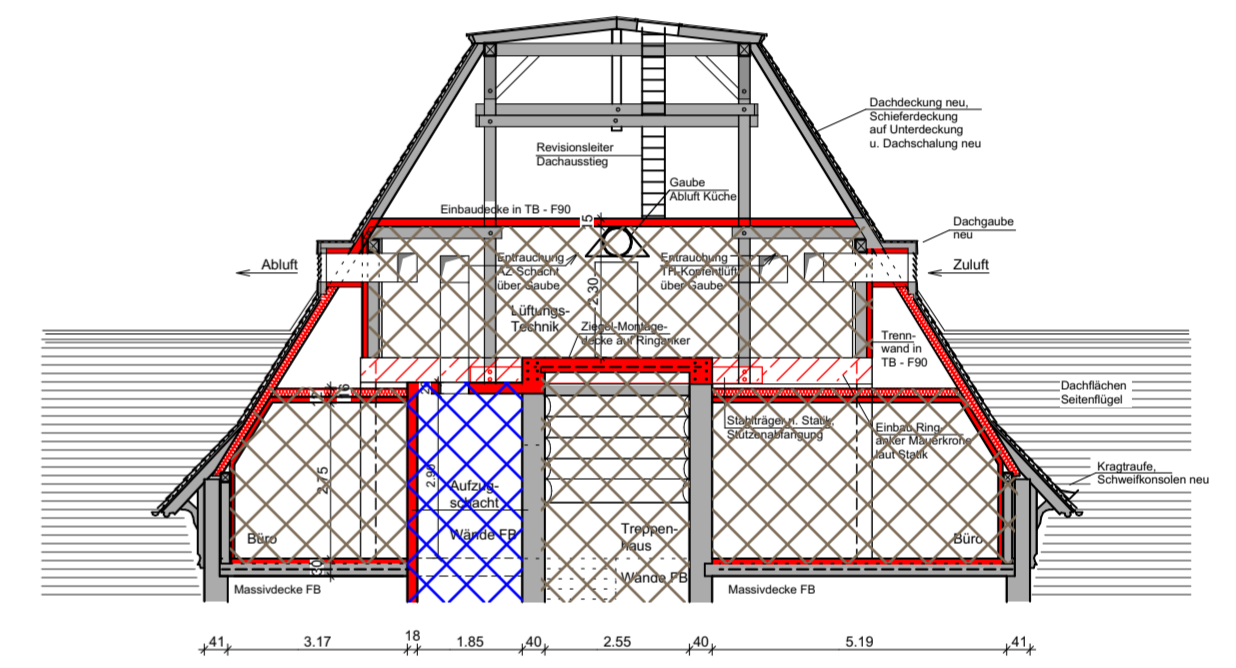 Dachdeckung neu,
Schieferdeckung
auf Unterdeckung
u. Dachschalung neu
Revisionsleiter
Dachausstieg
Gaube
Abluft Küche
Einbaudecke in TB - F90
15
Dachgaube
neu
Abluft
Zuluft
Entrauchung
AZ-Schacht
über Gaube
Entrauchung
über Gaube
2.30
Lüftungs-
Technik
Ziegel-Montage-
decke auf Ringanker
Trenn-
wand in
TB - F90
Dachflächen
Seitenflügel
16
Stahlträger n. Statik,
Stützenabfangung
Einbau Ring-
anker Mauerkrone
laut Statik
2.75
Aufzug-
schacht
Wände FB
Treppen-
haus
Wände FB
Kragtraufe,
Schweifkonsolen neu
Büro
Büro
30
Massivdecke FB
Massivdecke FB
41 3.17 18 1.85 40 2.55 40 5.19 41